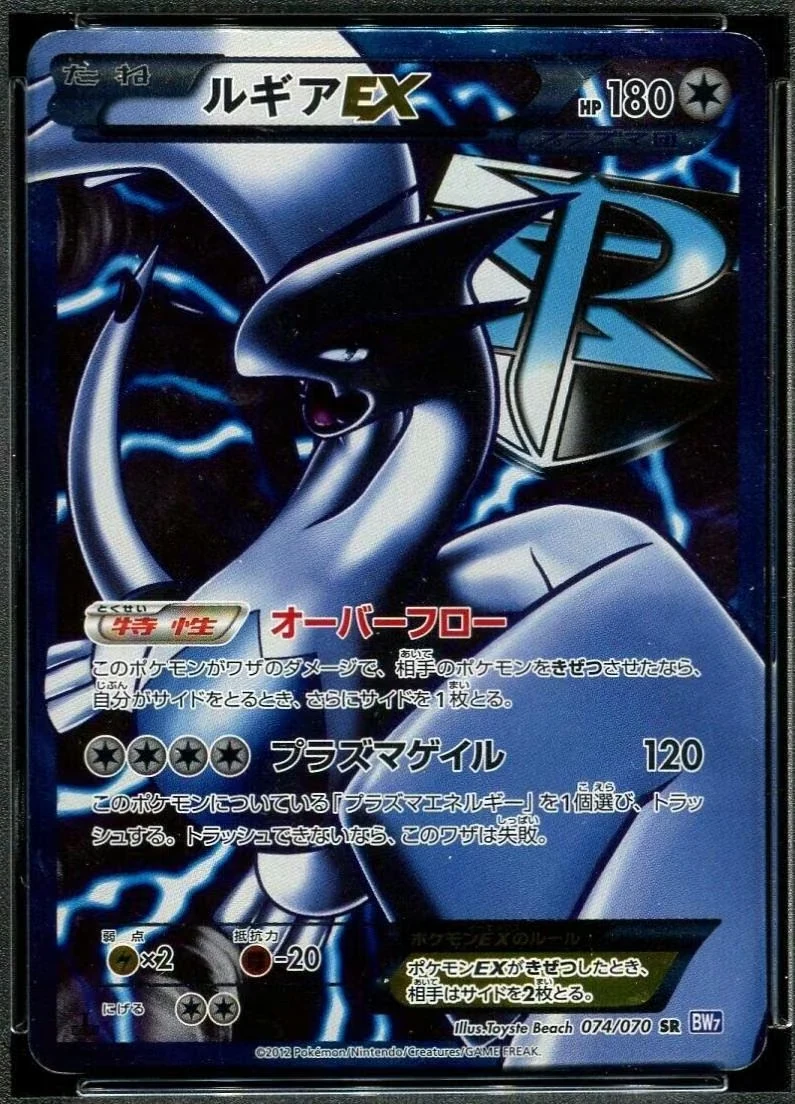 たね
ルギアEX
HP180
プラズマ団
とくせい
特性 オーバーフロー
このポケモンがワザのダメージで、相手のポケモンをきぜつさせたなら、
自分がサイドをとるとき、さらにサイドを1枚とる。
プラズマゲイル 120
このポケモンについている「プラズマエネルギー」を1個選び、トラッ
シュする。トラッシュできないなら、このワザは失敗。
弱点 抵抗力
×2 -20
にげる
ポケモンEXのルール
ポケモンEXがきぜつしたとき、
相手はサイドを2枚とる。
Illus.Toyste Beach 074/070 SR BW7
©2012 Pokémon/Nintendo/Creatures/GAME FREAK.